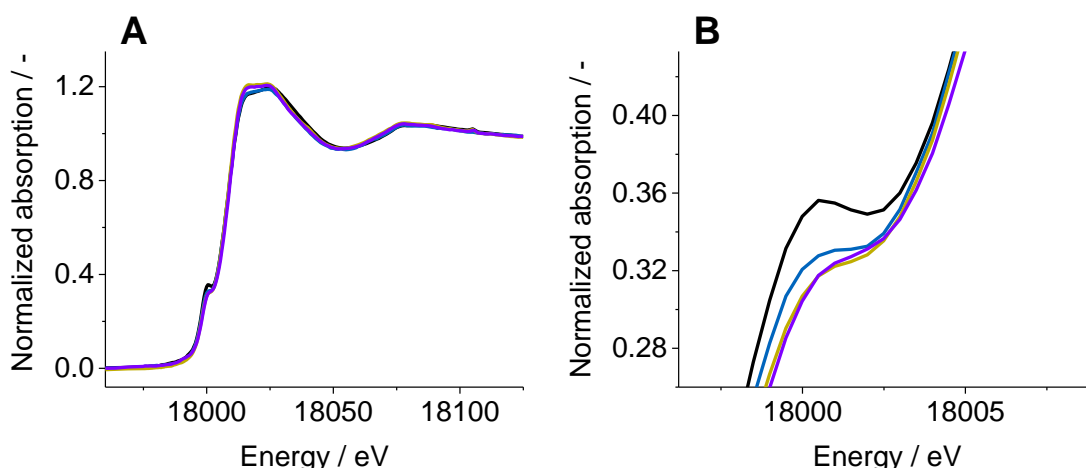 A
Normalized absorption / -
1.2
0.8
0.4
0.0
18000
18050
18100
Energy / eV
B
Normalized absorption / -
0.40
0.36
0.32
0.28
18000
18005
Energy / eV